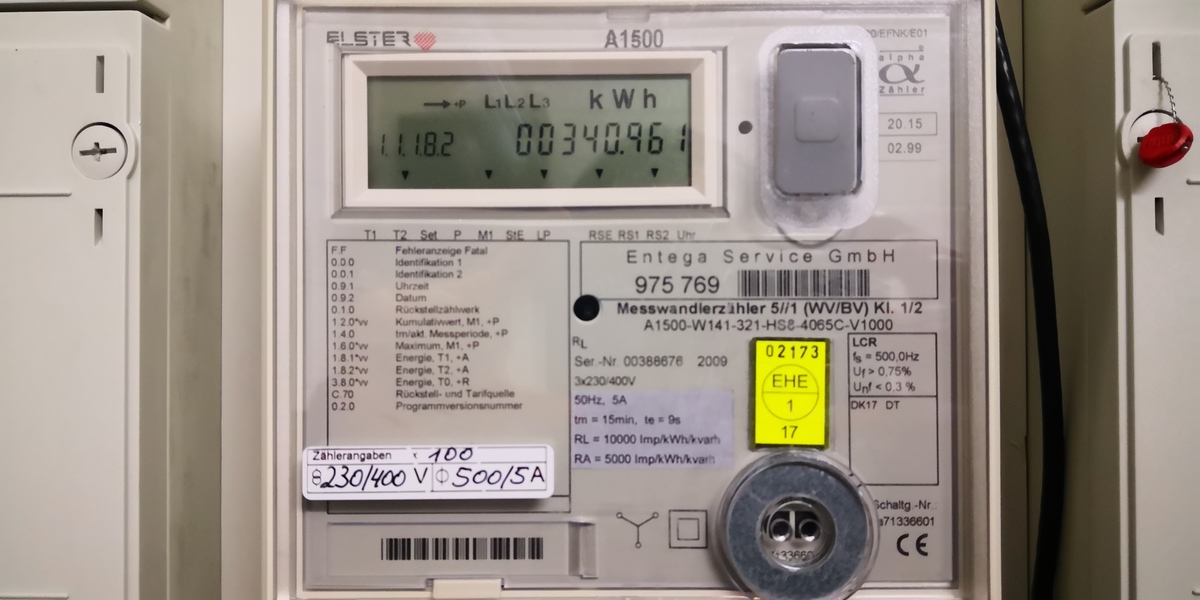 ELSTER
A1500
/EFNK/E01
alpha
α
Zähler
→+P L1L2L3 kWh
1.1.1.8.2 00340.961
20.15
02.99
T1 T2 Set P M1 StE LP RSE RS1 RS2 Uhr
F.F Fehleranzeige Fatal
0.0.0 Identifikation 1
0.0.1 Identifikation 2
0.9.1 Uhrzeit
0.9.2 Datum
0.1.0 Rückstellzählwerk
1.2.0*vv Kumulativwert, M1, +P
1.4.0 tm/akt. Messperiode, +P
1.6.0*vv Maximum, M1, +P
1.8.1*vv Energie, T1, +A
1.8.2*vv Energie, T2, +A
3.8.0*vv Energie, T0, +R
C.70 Rückstell- und Tarifquelle
0.2.0 Programmversionsnummer
Entega Service GmbH
975 769
Messwandlerzähler 5//1 (WV/BV) Kl. 1/2
A1500-W141-321-HS8-4065C-V1000
RL
Ser.-Nr. 00388676 2009
3x230/400V
50Hz, 5A
tm = 15min, te = 9s
RL = 10000 Imp/kWh/kvarh
RA = 5000 Imp/kWh/kvarh
02173
EHE
1
17
LCR
fs = 500,0Hz
Uf > 0,75%
Unf < 0.3 %
DK17 DT
Zählerangaben x 100
230/400 V 500/5 A
Schaltg.-Nr.:
71336601
CE